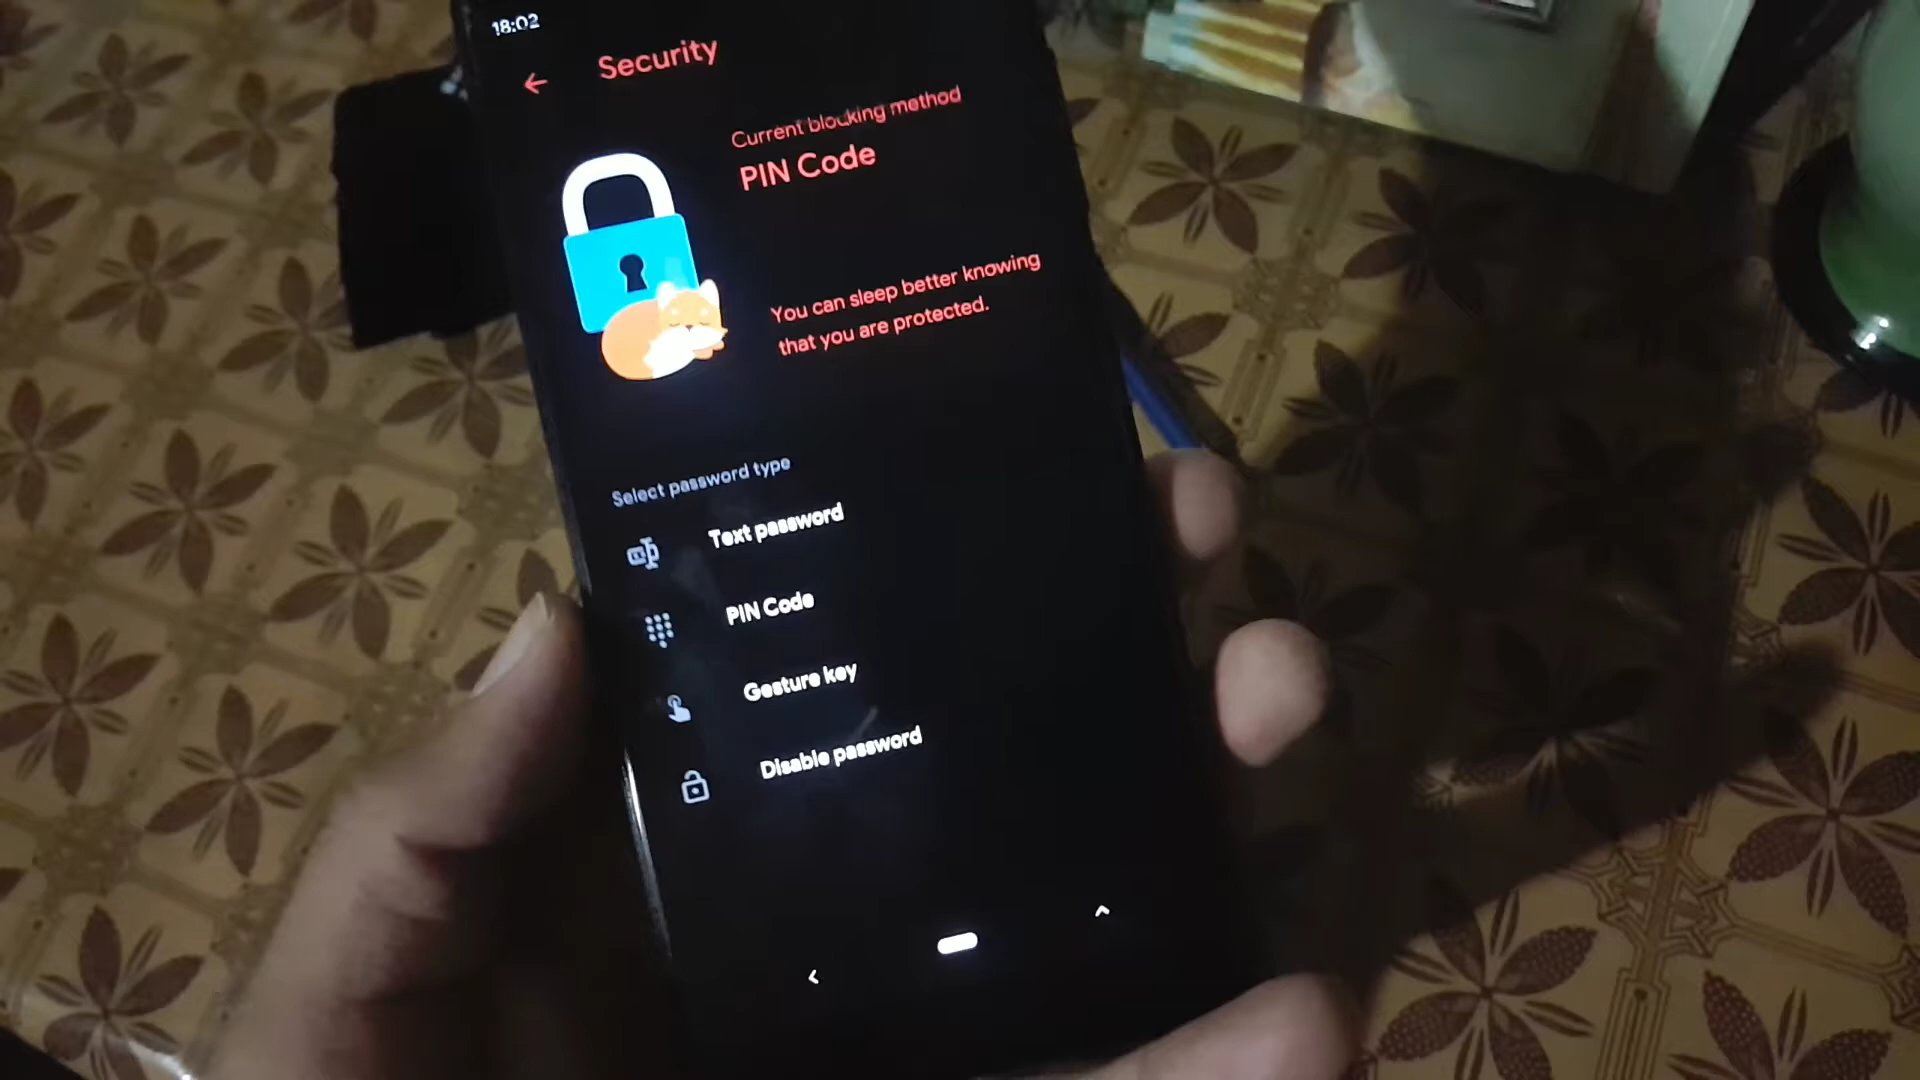 18:02
Security
Current blocking method
PIN Code
You can sleep better knowing
that you are protected.
Select password type
Text password
PIN Code
Gesture key
Disable password